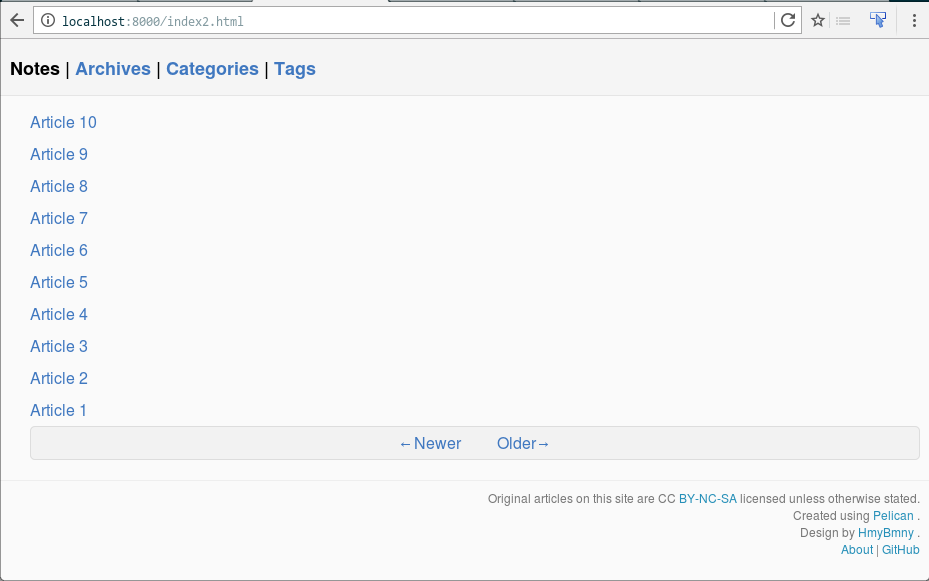 localhost:8000/index2.html
Notes | Archives | Categories | Tags
Article 10
Article 9
Article 8
Article 7
Article 6
Article 5
Article 4
Article 3
Article 2
Article 1
←Newer Older→
Original articles on this site are CC BY-NC-SA licensed unless otherwise stated.
Created using Pelican .
Design by HmyBmny .
About | GitHub